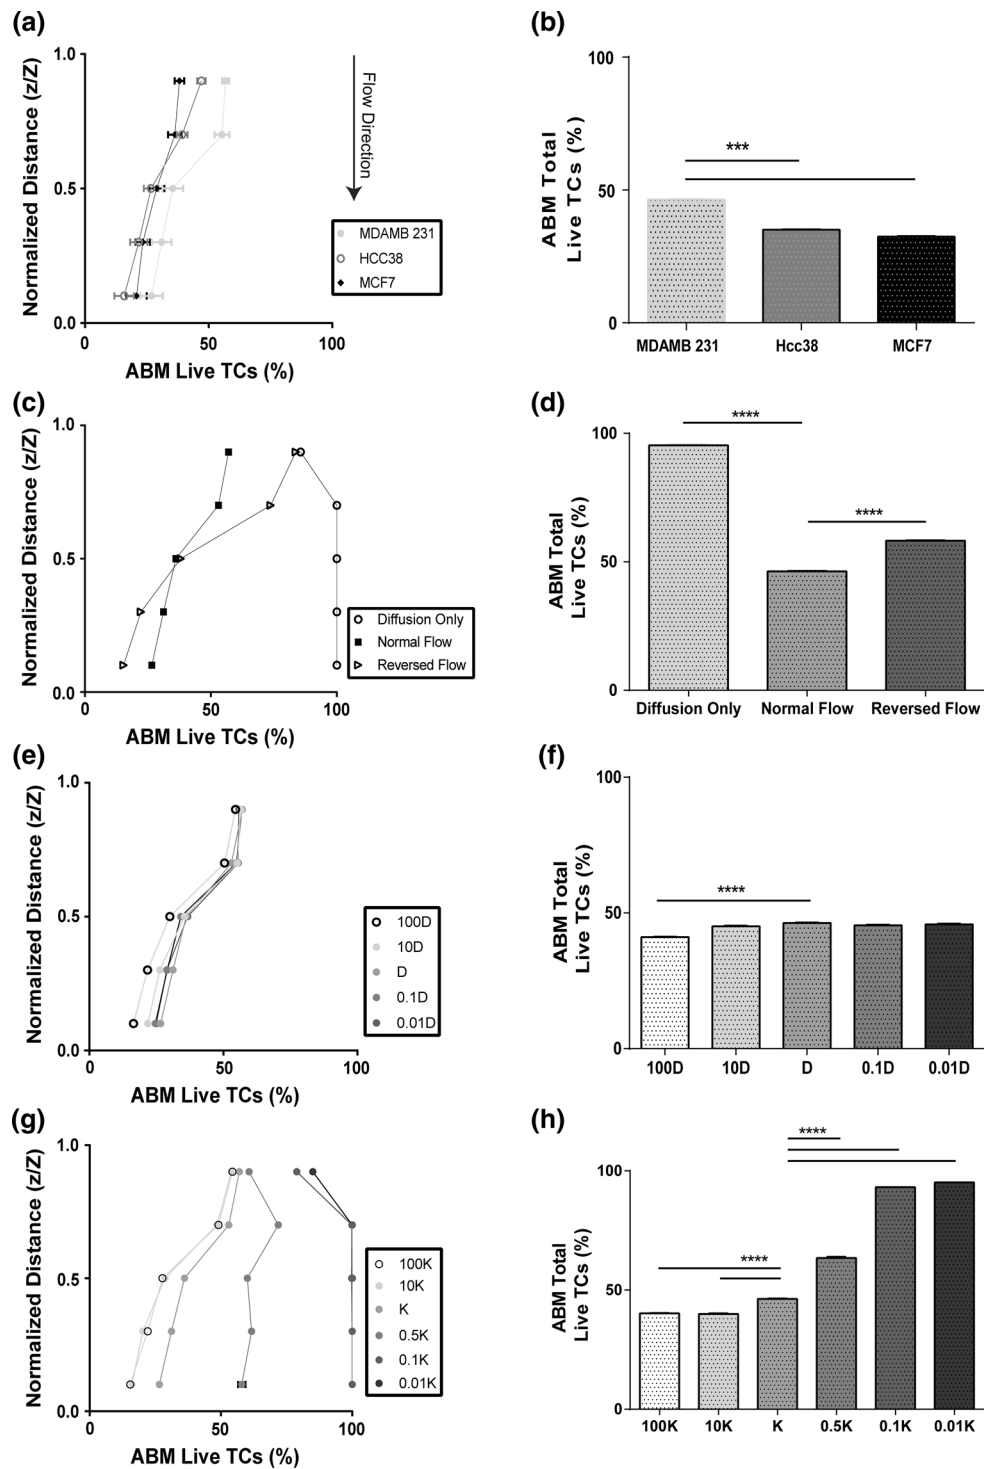 (a)
Normalized Distance (z/Z)
1.0
0.5
0.0
0
50
100
ABM Live TCs (%)
Flow Direction
MDAMB 231
HCC38
MCF7
(b)
ABM Total
Live TCs (%)
100
50
0
***
MDAMB 231
Hcc38
MCF7
(c)
Normalized Distance (z/Z)
1.0
0.5
0.0
0
50
100
ABM Live TCs (%)
Diffusion Only
Normal Flow
Reversed Flow
(d)
ABM Total
Live TCs (%)
100
50
0
****
****
Diffusion Only
Normal Flow
Reversed Flow
(e)
Normalized Distance (z/Z)
1.0
0.5
0.0
0
50
100
ABM Live TCs (%)
100D
10D
D
0.1D
0.01D
(f)
ABM Total
Live TCs (%)
100
50
0
****
100D
10D
D
0.1D
0.01D
(g)
Normalized Distance (z/Z)
1.0
0.5
0.0
0
50
100
ABM Live TCs (%)
100K
10K
K
0.5K
0.1K
0.01K
(h)
ABM Total
Live TCs (%)
100
50
0
****
****
100K
10K
K
0.5K
0.1K
0.01K